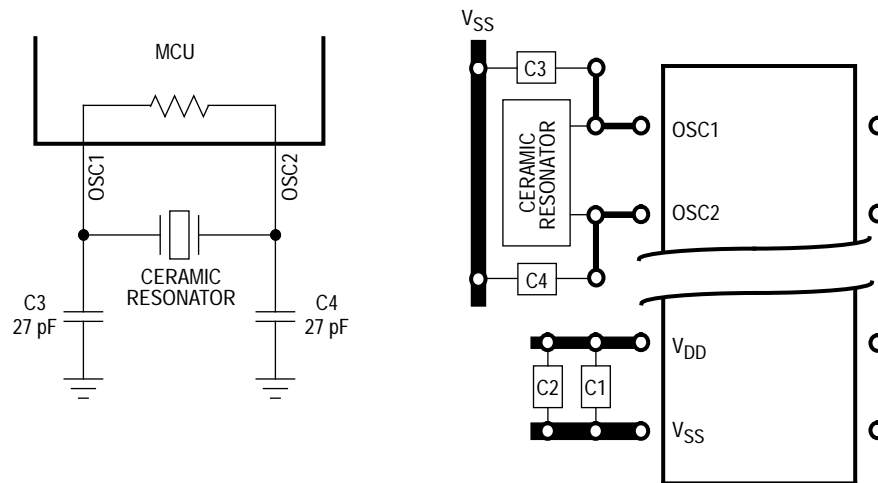 MCU
OSC1
OSC2
CERAMIC
RESONATOR
C3
27 pF
C4
27 pF
VSS
C3
CERAMIC
RESONATOR
C4
OSC1
OSC2
C2
C1
VDD
VSS